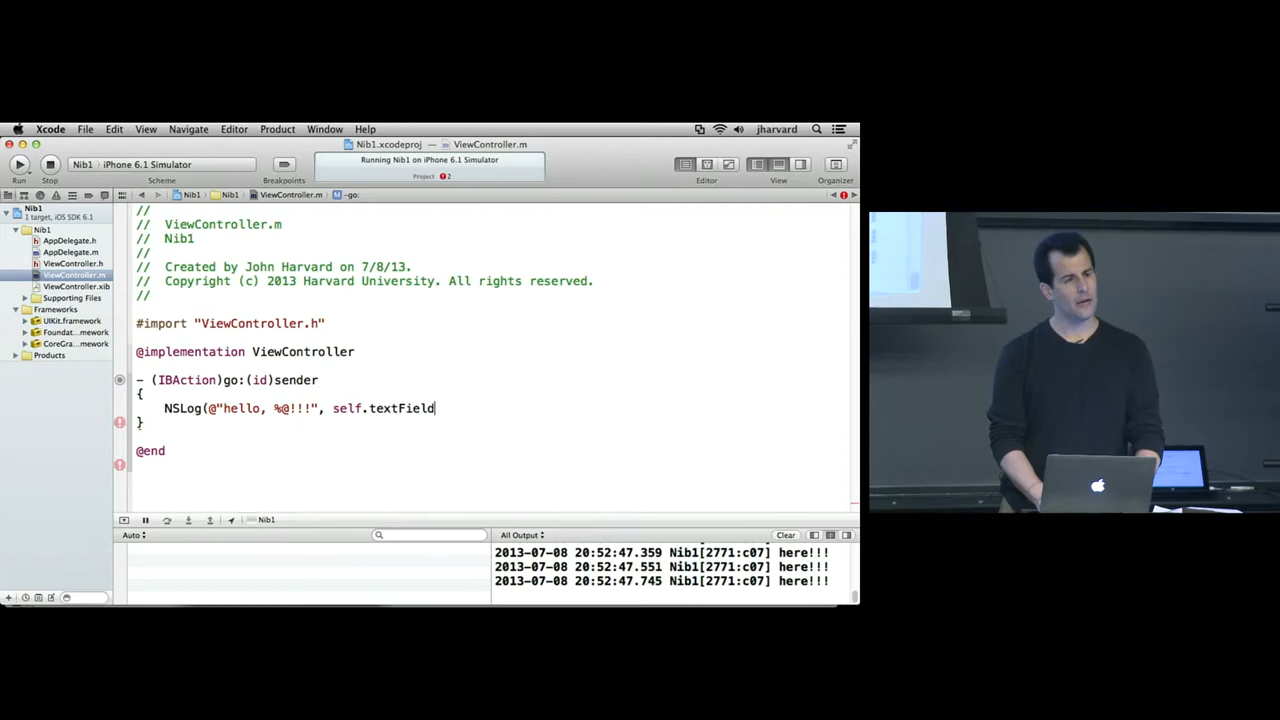 Xcode File Edit View Navigate Editor Product Window Help jharvard
Nib1.xcodeproj — ViewController.m
Nib1 〉 iPhone 6.1 Simulator
Running Nib1 on iPhone 6.1 Simulator
Project 2
Run Stop Scheme Breakpoints Editor View Organizer
Nib1 Nib1 ViewController.m -go:
Nib1
1 target, iOS SDK 6.1
Nib1
AppDelegate.h
AppDelegate.m
ViewController.h
ViewController.m
ViewController.xib
Supporting Files
Frameworks
UIKit.framework
Founda...mework
CoreGra...mework
Products
//
// ViewController.m
// Nib1
//
// Created by John Harvard on 7/8/13.
// Copyright (c) 2013 Harvard University. All rights reserved.
//
#import "ViewController.h"
@implementation ViewController
- (IBAction)go:(id)sender
{
NSLog(@"hello, %@!!!", self.textField
}
@end
Nib1
Auto
All Output
Clear
2013-07-08 20:52:47.359 Nib1[2771:c07] here!!!
2013-07-08 20:52:47.551 Nib1[2771:c07] here!!!
2013-07-08 20:52:47.745 Nib1[2771:c07] here!!!